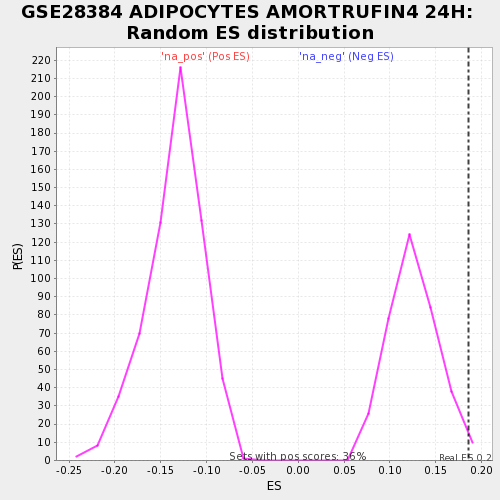 GSE28384 ADIPOCYTES AMORTRUFIN4 24H:
Random ES distribution
'na_pos' (Pos ES) 'na_neg' (Neg ES)
220
210
200
190
180
170
160
150
140
130
120
110
100
90
80
70
60
50
40
30
20
10
0
P(ES)
Sets with pos scores: 36%
Real ES 0.2
-0.25 -0.20 -0.15 -0.10 -0.05 0.00 0.05 0.10 0.15 0.20
ES